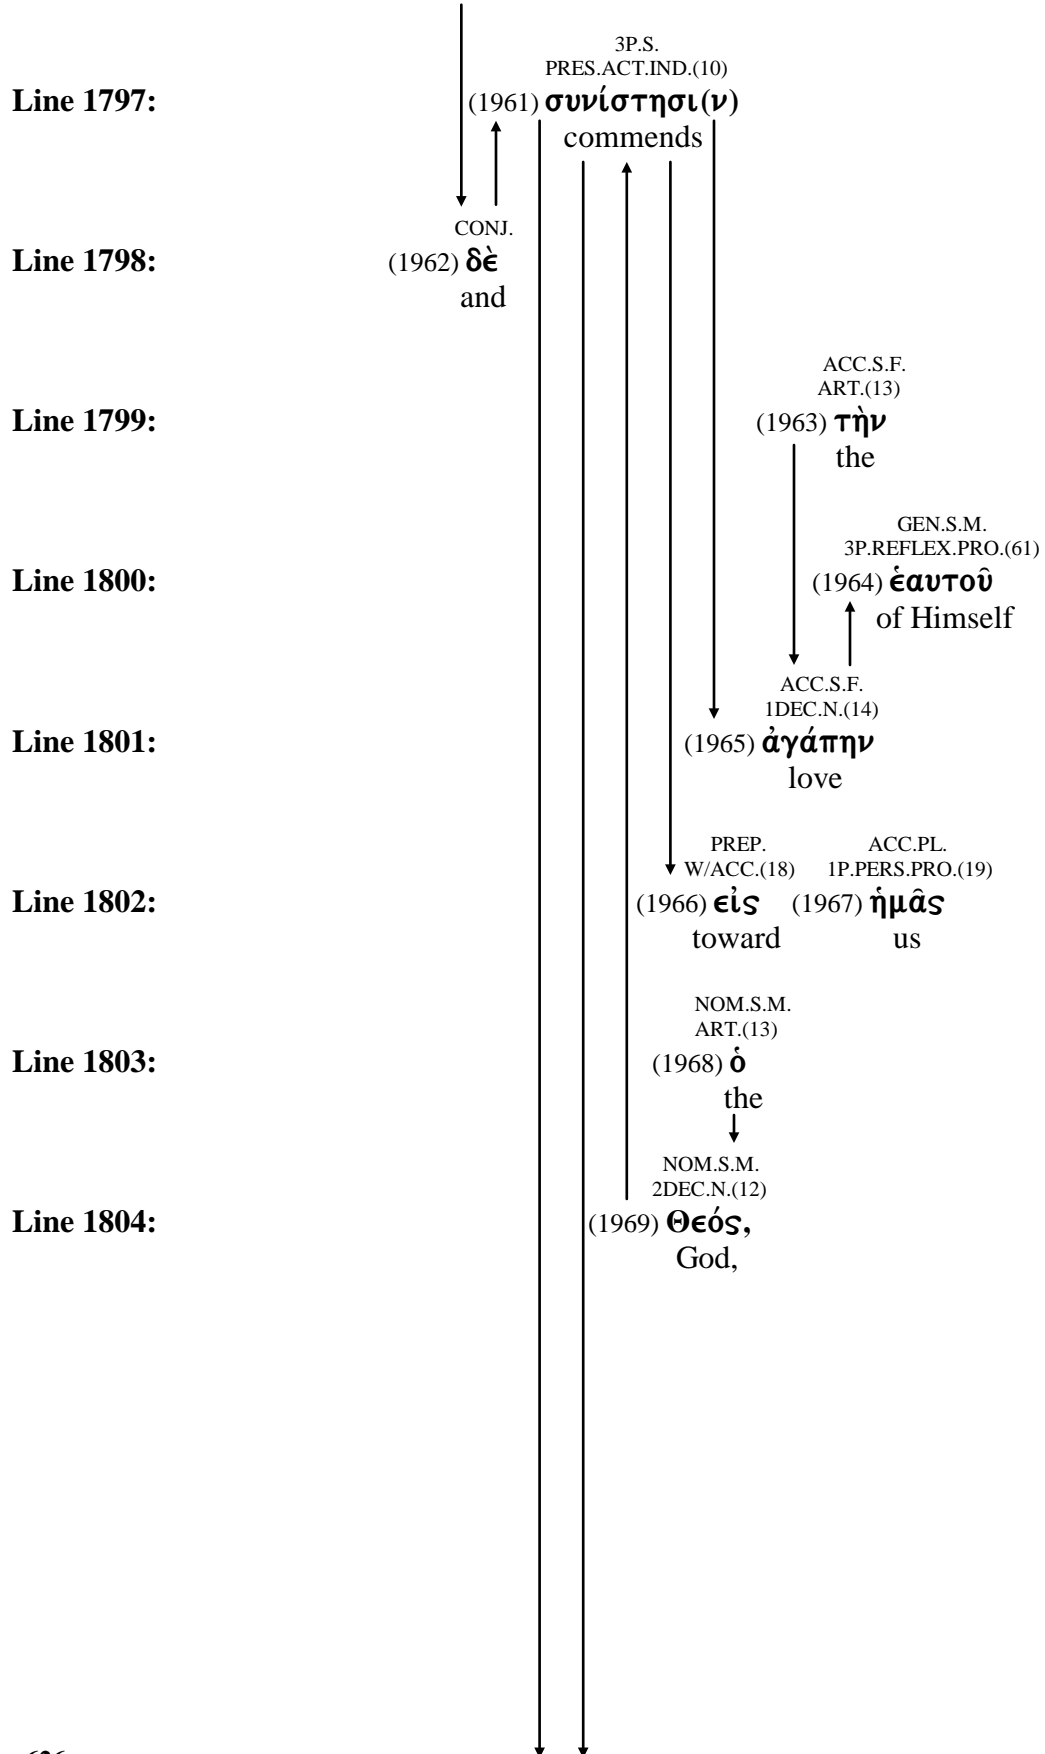 3P.S.
PRES.ACT.IND.(10)
Line 1797: (1961) συνίστησι(ν)
commends
CONJ.
Line 1798: (1962) δὲ
and
ACC.S.F.
ART.(13)
Line 1799: (1963) τὴν
the
GEN.S.M.
3P.REFLEX.PRO.(61)
Line 1800: (1964) ἑαυτοῦ
of Himself
ACC.S.F.
1DEC.N.(14)
Line 1801: (1965) ἀγάπην
love
PREP. ACC.PL.
W/ACC.(18) 1P.PERS.PRO.(19)
Line 1802: (1966) εἰς (1967) ἡμᾶς
toward us
NOM.S.M.
ART.(13)
Line 1803: (1968) ὁ
the
NOM.S.M.
2DEC.N.(12)
Line 1804: (1969) Θεός,
God,